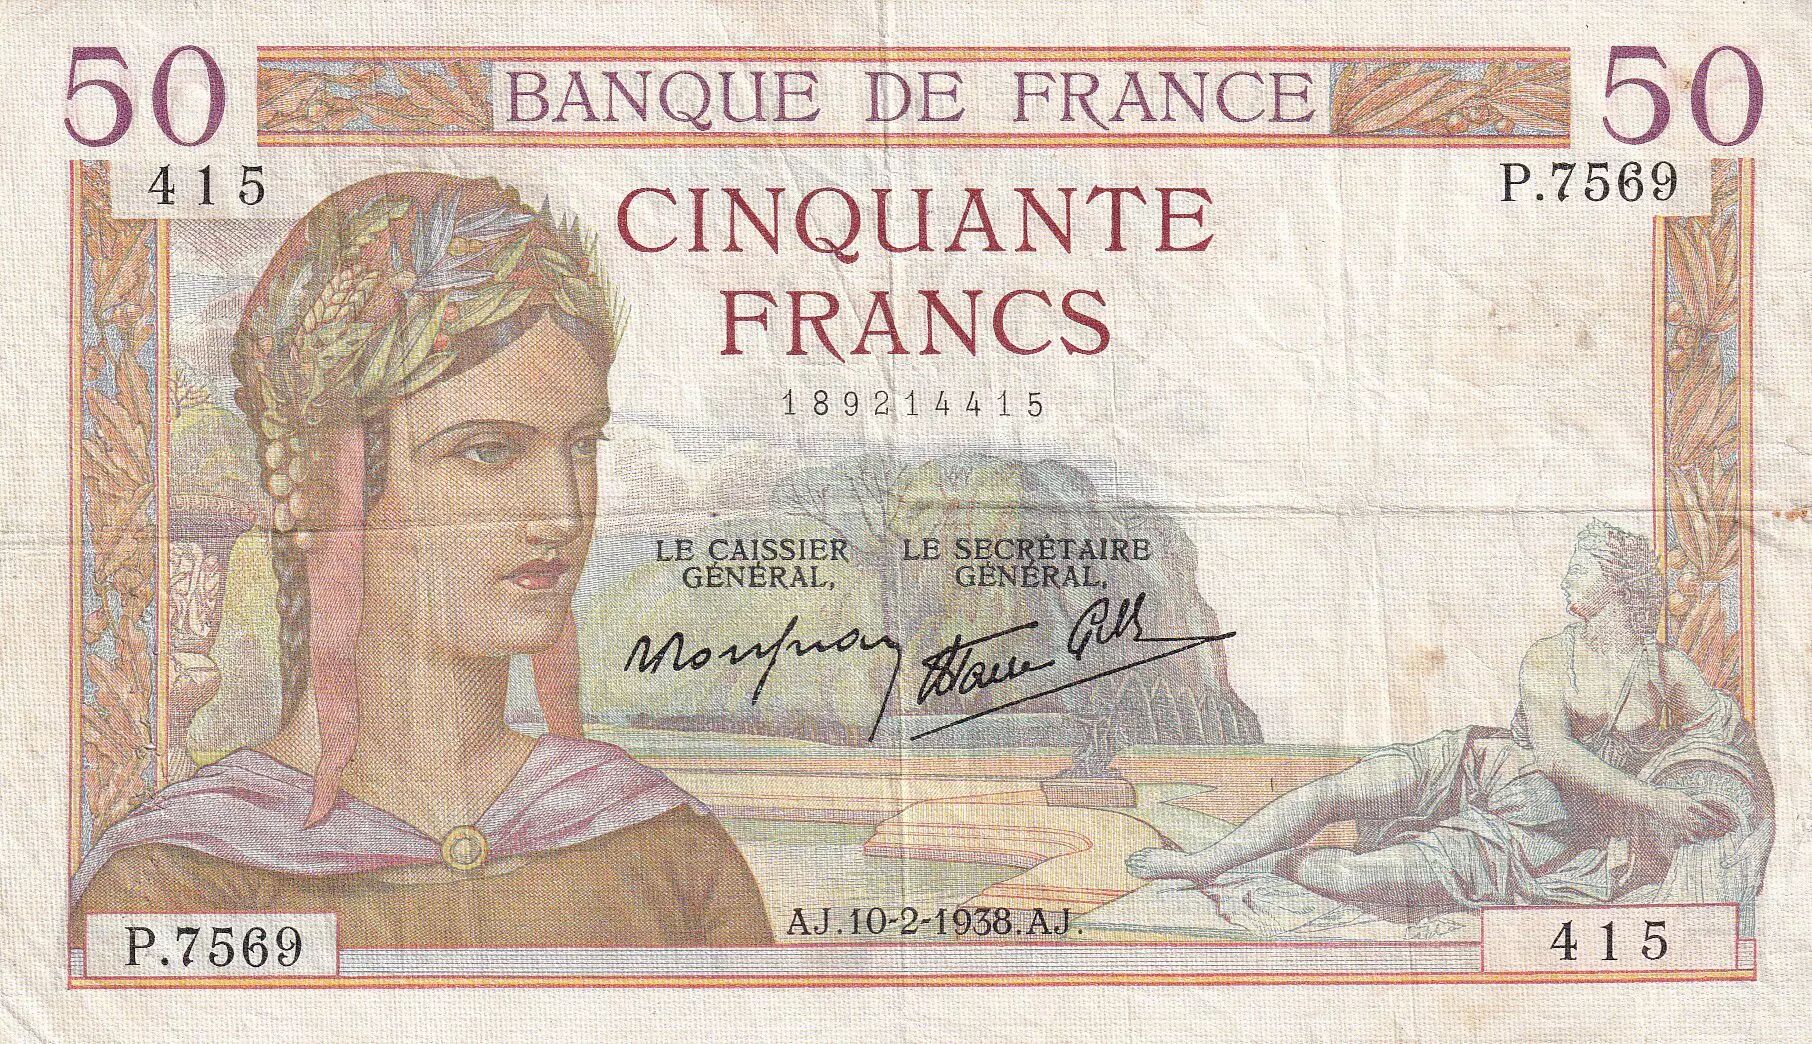 50 BANQUE DE FRANCE 50
415 P.7569
CINQUANTE
FRANCS
189214415
LE CAISSIER
GÉNÉRAL,
LE SECRÉTAIRE
GÉNÉRAL,
AJ.10-2-1938.AJ.
P.7569 415